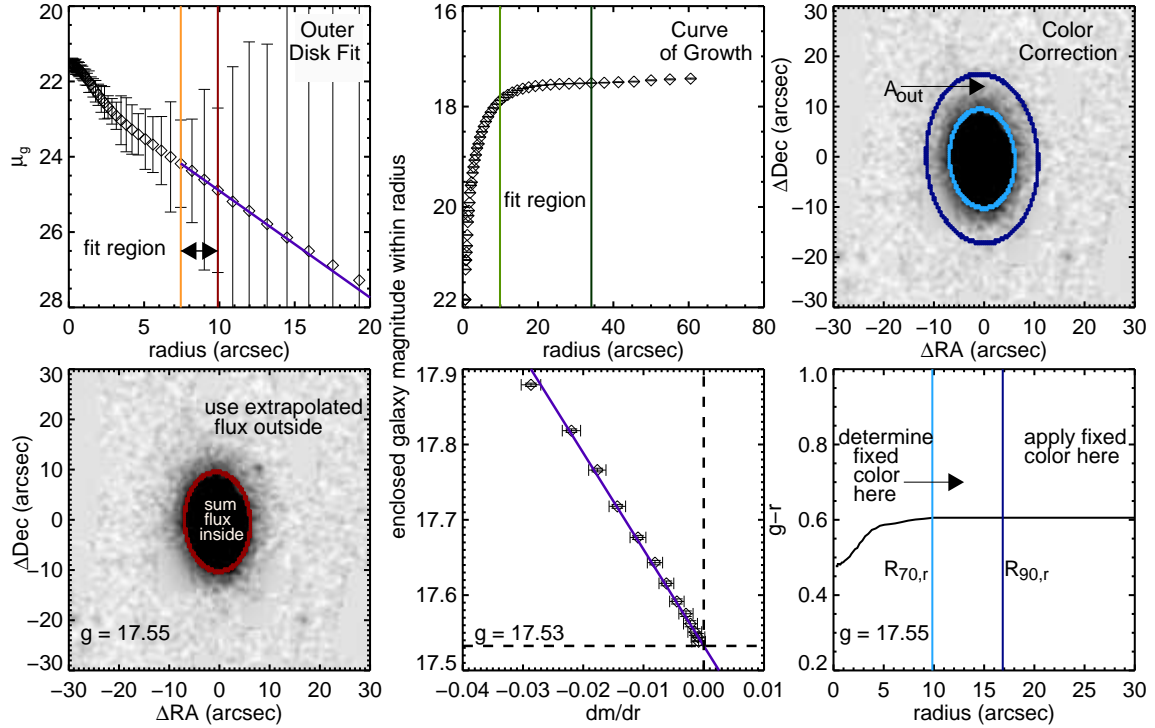 Outer
Disk Fit
fit region
μg
20
22
24
26
28
0
5
10
15
20
radius (arcsec)
Curve
of Growth
fit region
16
18
20
22
0
20
40
60
80
radius (arcsec)
enclosed galaxy magnitude within radius
Color
Correction
Aout
ΔDec (arcsec)
30
20
10
0
−10
−20
−30
−30
−20
−10
0
10
20
30
ΔRA (arcsec)
use extrapolated
flux outside
sum
flux
inside
g = 17.55
ΔDec (arcsec)
30
20
10
0
−10
−20
−30
−30
−20
−10
0
10
20
30
ΔRA (arcsec)
17.9
17.8
17.7
17.6
17.5
g = 17.53
−0.04
−0.03
−0.02
−0.01
0.00
0.01
dm/dr
g−r
1.0
0.8
0.6
0.4
0.2
determine
fixed
color
here
apply fixed
color here
R70,r
R90,r
g = 17.55
0
5
10
15
20
25
30
radius (arcsec)